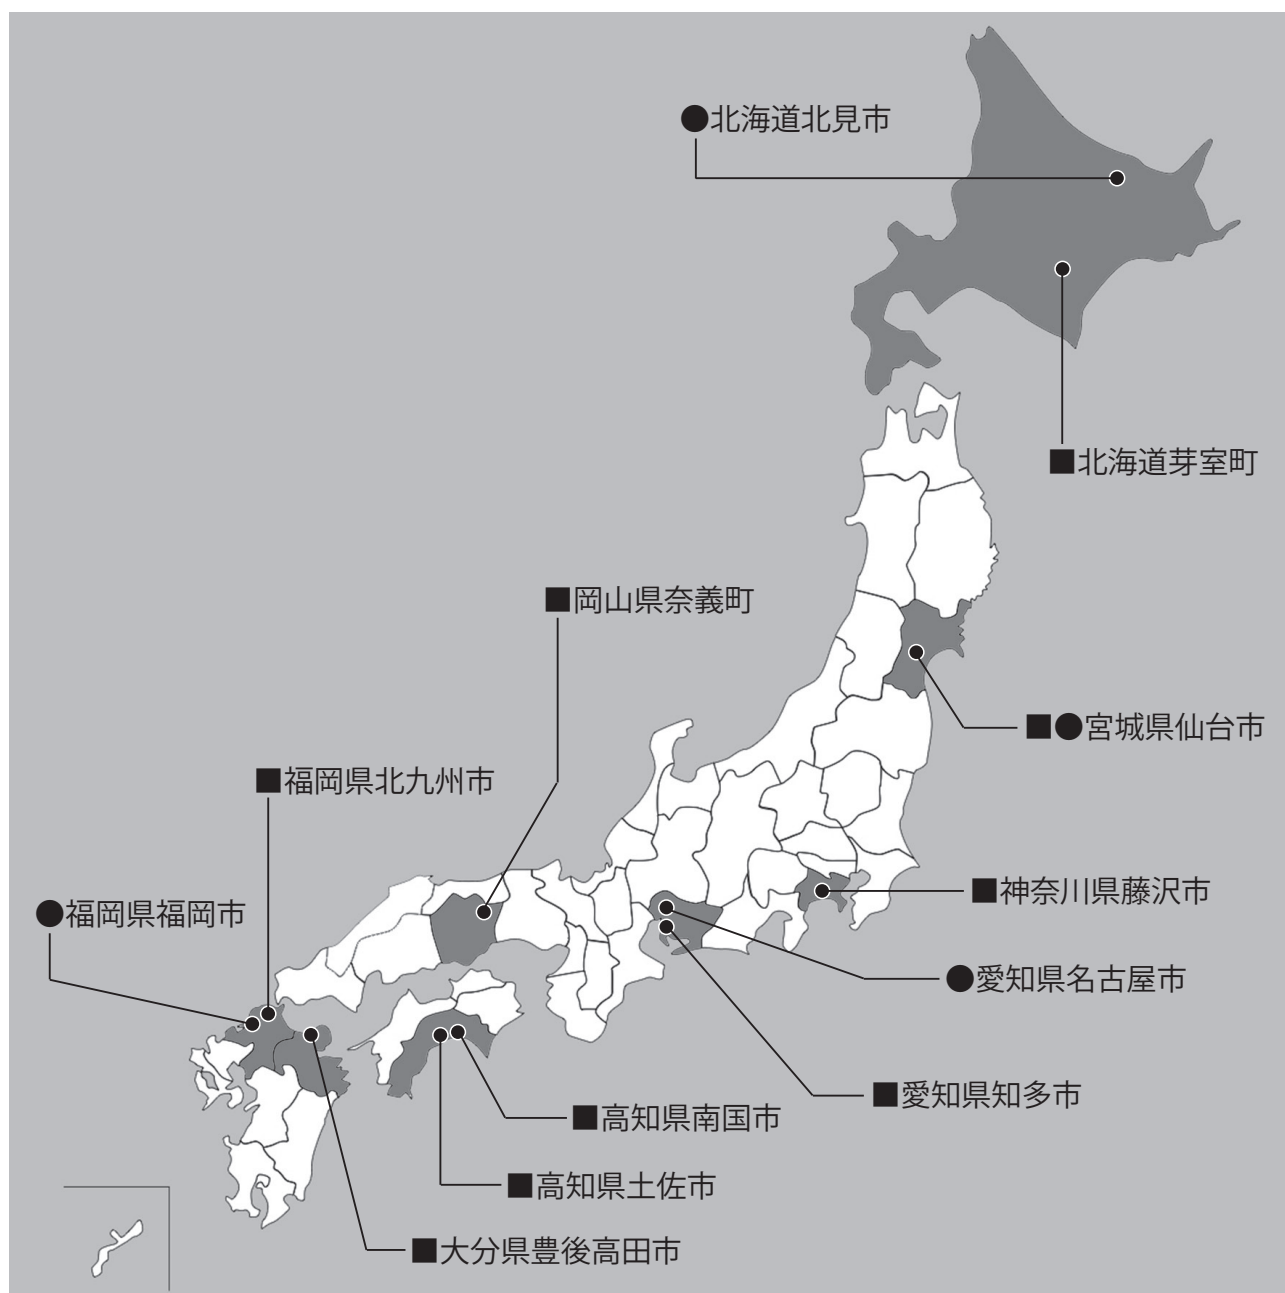 ●北海道北見市
■北海道芽室町
■岡山県奈義町
■●宮城県仙台市
■福岡県北九州市
■神奈川県藤沢市
●福岡県福岡市
●愛知県名古屋市
■愛知県知多市
■高知県南国市
■高知県土佐市
■大分県豊後高田市